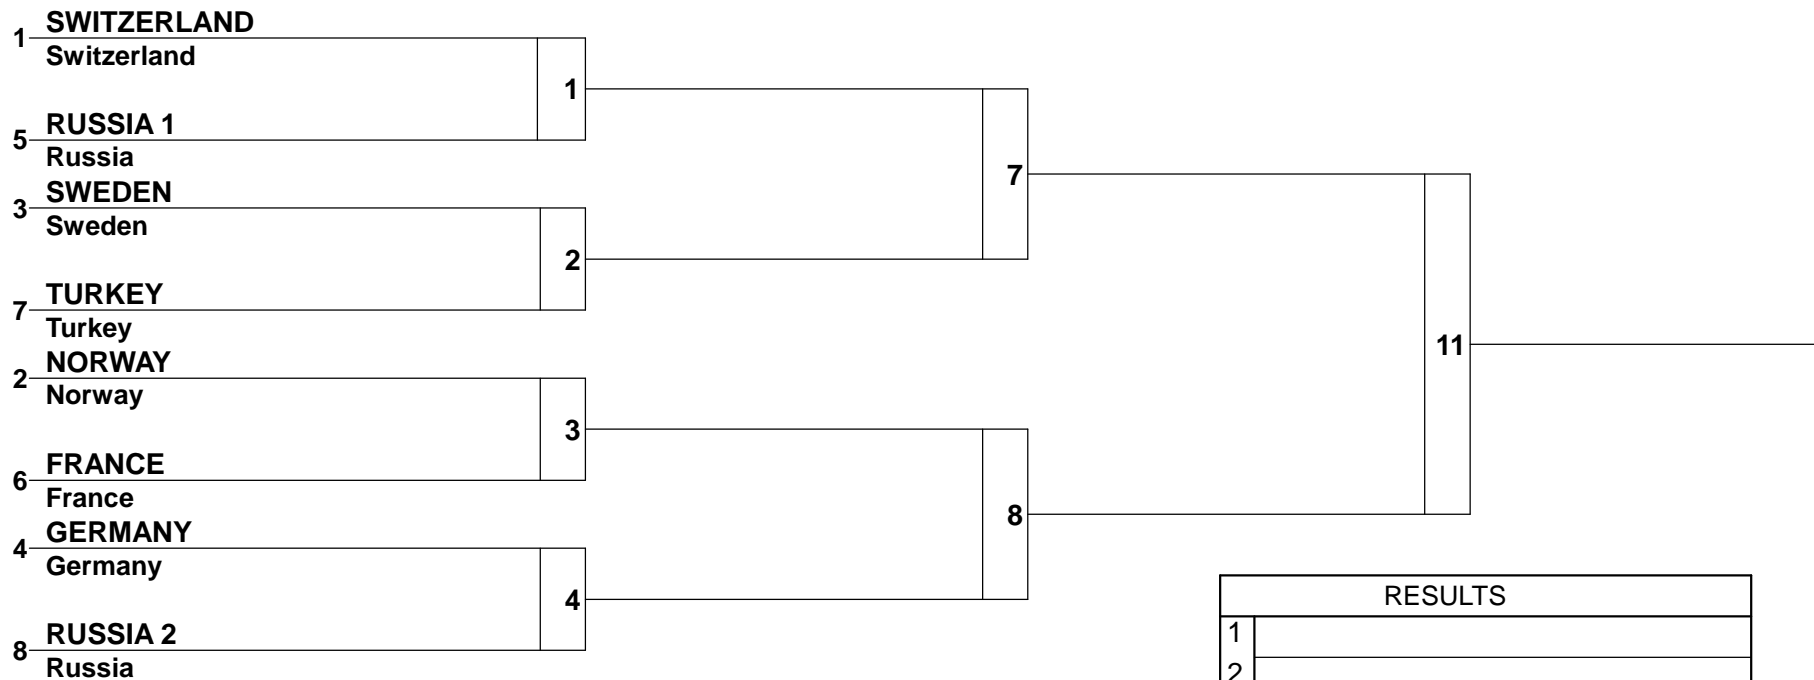 SWITZERLAND
1
Switzerland
1
RUSSIA 1
5
Russia
SWEDEN
3
Sweden
7
2
TURKEY
7
Turkey
NORWAY
2
Norway
11
3
FRANCE
6
France
GERMANY
4
Germany
8
4
RUSSIA 2
8
Russia
RESULTS
1
2